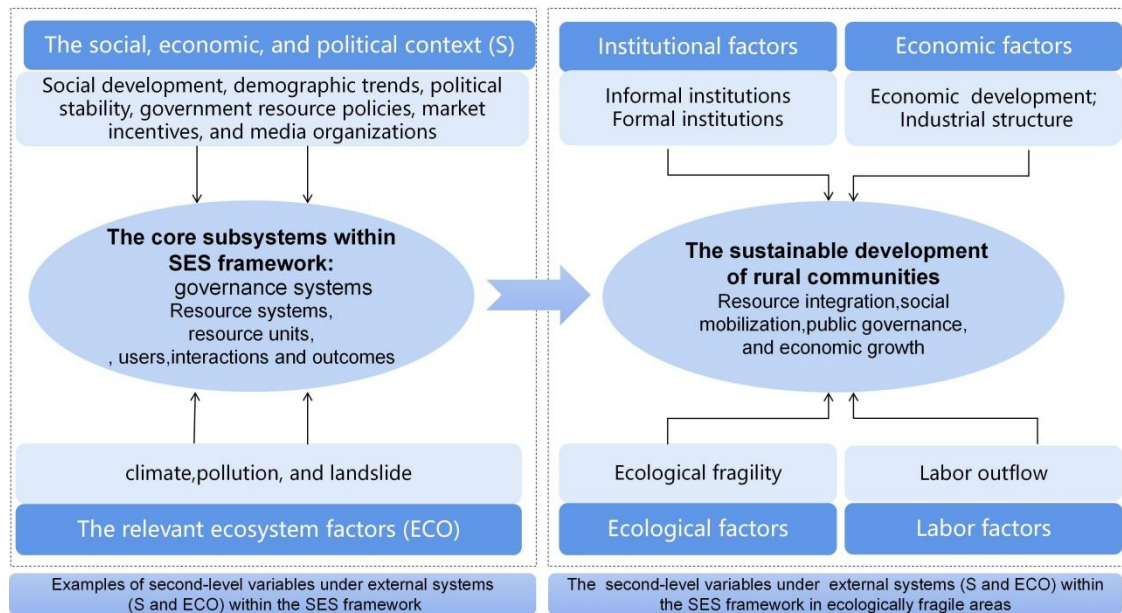 The social, economic, and political context (S)
Social development, demographic trends, political
stability, government resource policies, market
incentives, and media organizations
The core subsystems within
SES framework:
governance systems
Resource systems,
resource units,
, users,interactions and outcomes
climate,pollution, and landslide
The relevant ecosystem factors (ECO)
Examples of second-level variables under external systems
(S and ECO) within the SES framework
Institutional factors
Informal institutions
Formal institutions
Economic factors
Economic development;
Industrial structure
The sustainable development
of rural communities
Resource integration,social
mobilization,public governance,
and economic growth
Ecological fragility
Ecological factors
Labor outflow
Labor factors
The second-level variables under external systems (S and ECO) within
the SES framework in ecologically fragile areas